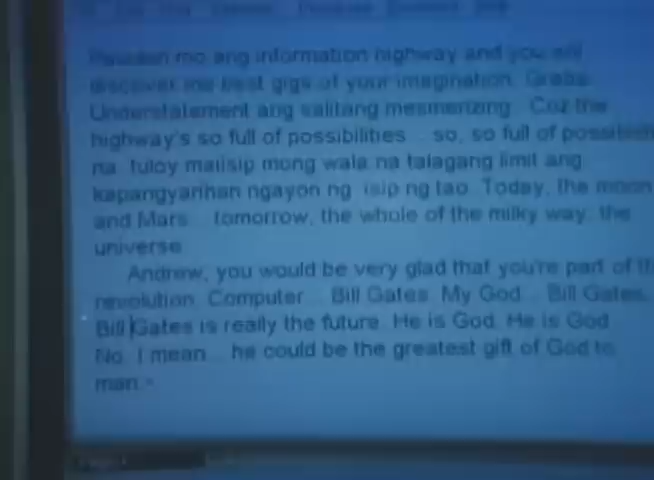 mo ang information highway and you will
discover the best gigs of your imagination. Grabe.
Understatement ang salitang mesmerizing. Coz the
highway's so full of possibilities... so, so full of
na tuloy maiisip mong wala na talagang limit ang
kapangyarihan ngayon ng isip ng tao. Today, the moon
and Mars... tomorrow, the whole of the milky way, the
universe.
Andrew, you would be very glad that you're part of
revolution. Computer... Bill Gates. My God... Bill Gates.
Bill Gates is really the future. He is God. He is God.
No. I mean... he could be the greatest gift of God to
man.